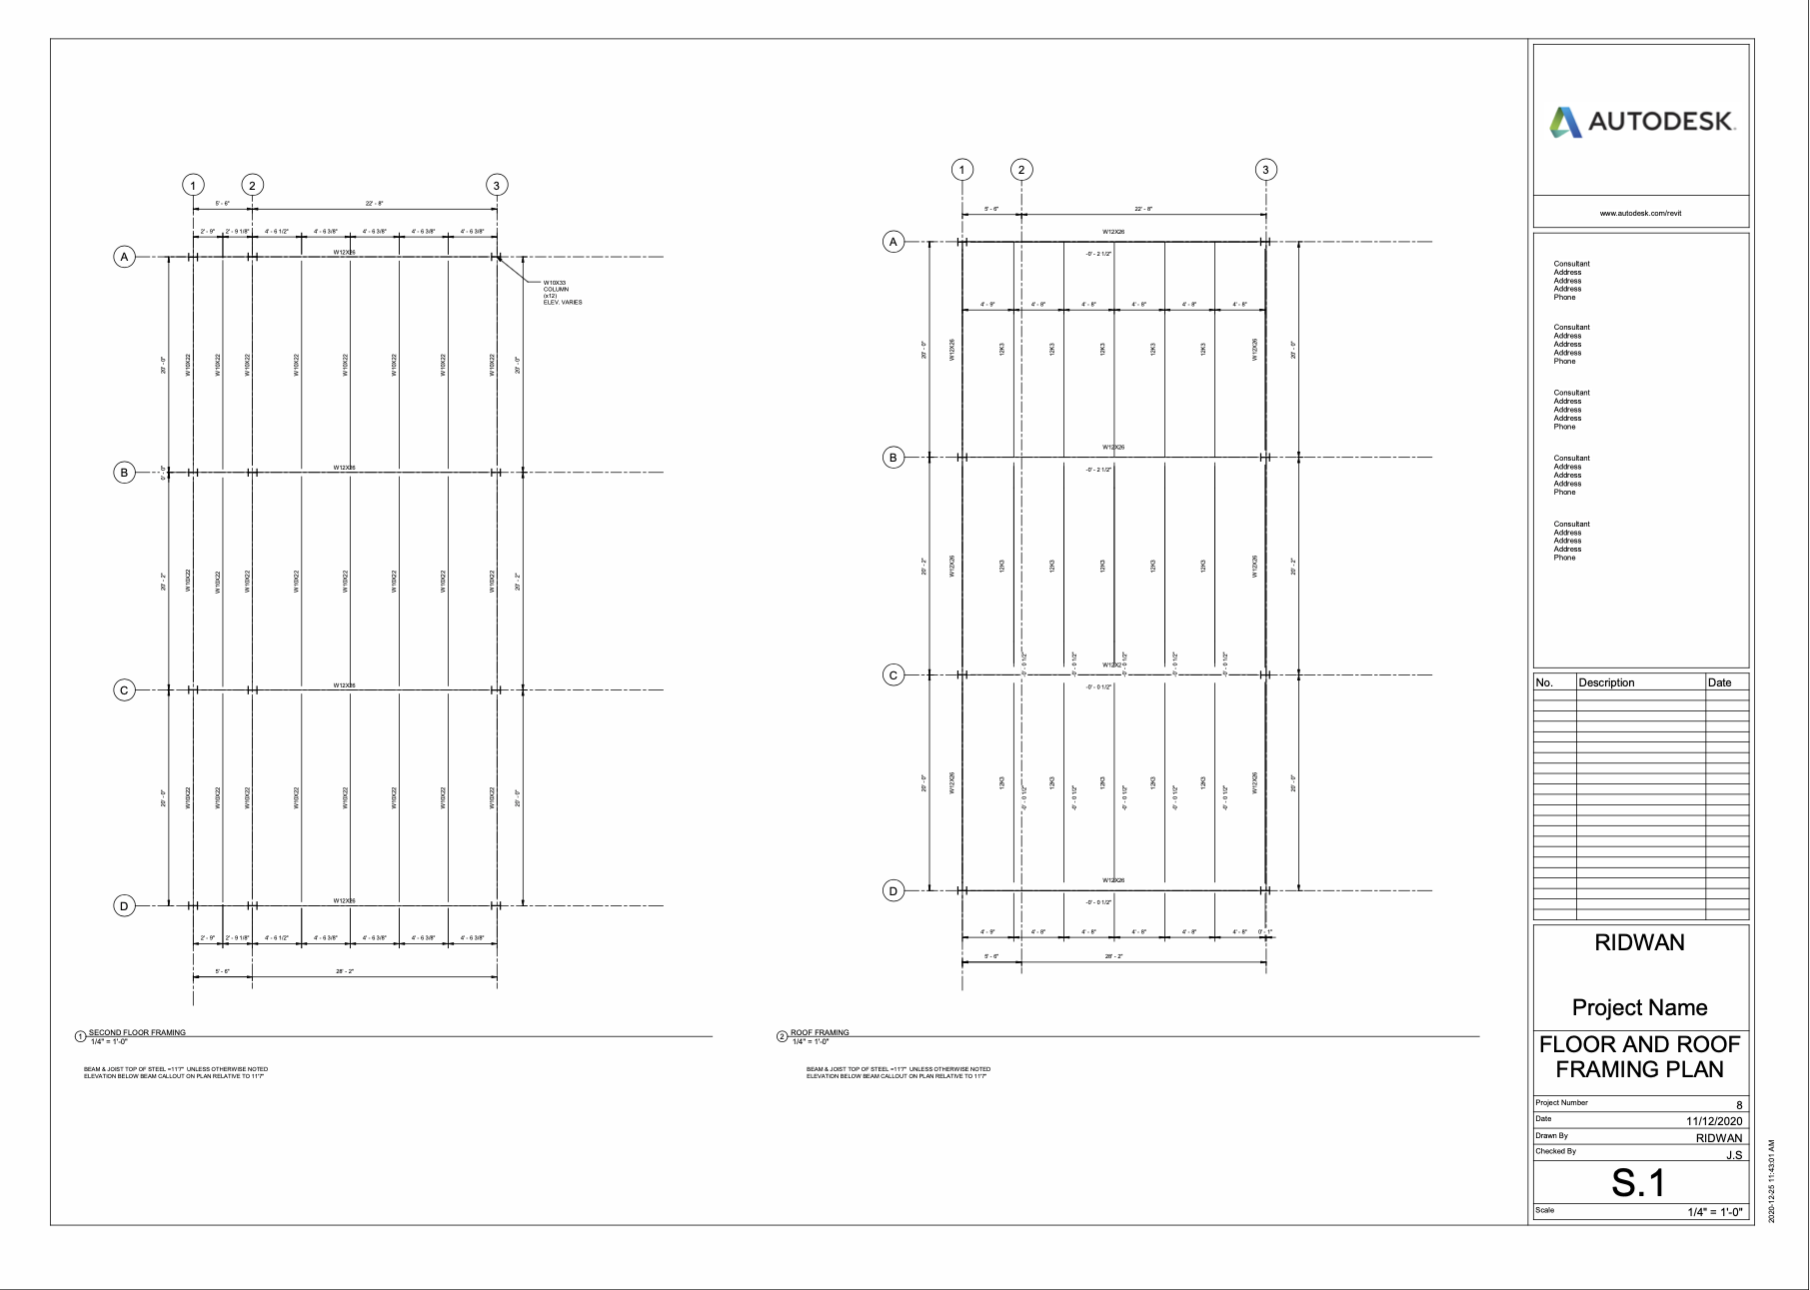 1 2 3
5' - 6" 22' - 8"
2' - 9" 2' - 9 1/8" 4' - 6 1/2" 4' - 6 3/8" 4' - 6 3/8" 4' - 6 3/8" 4' - 6 3/8"
A W12X26
W10X33
COLUMN
(x12)
ELEV. VARIES
20' - 0" W10X22 W10X22 W10X22 W10X22 W10X22 W10X22 W10X22 W10X22 20' - 0"
B W12X26
20' - 2" W10X22 W10X22 W10X22 W10X22 W10X22 W10X22 W10X22 W10X22 20' - 2"
C W12X26
20' - 0" W10X22 W10X22 W10X22 W10X22 W10X22 W10X22 W10X22 W10X22 20' - 0"
D W12X26
2' - 9" 2' - 9 1/8" 4' - 6 1/2" 4' - 6 3/8" 4' - 6 3/8" 4' - 6 3/8" 4' - 6 3/8"
5' - 6" 28' - 2"
1 SECOND FLOOR FRAMING
1/4" = 1'-0"
BEAM & JOIST TOP OF STEEL =11'7" UNLESS OTHERWISE NOTED
ELEVATION BELOW BEAM CALLOUT ON PLAN RELATIVE TO 11'7"
1 2 3
5' - 6" 22' - 8"
A W12X26
-0' - 2 1/2"
4' - 9" 4' - 8" 4' - 8" 4' - 8" 4' - 8" 4' - 8"
20' - 0" W12X26 12K3 12K3 12K3 12K3 12K3 W12X26 20' - 0"
B W12X26
-0' - 2 1/2"
20' - 2" W12X26 12K3 12K3 12K3 12K3 12K3 W12X26 20' - 2"
-0' - 0 1/2" -0' - 0 1/2" -0' - 0 1/2" -0' - 0 1/2" -0' - 0 1/2"
C
-0' - 0 1/2"
20' - 0" W12X26 12K3 12K3 12K3 12K3 12K3 W12X26 20' - 0"
-0' - 0 1/2" -0' - 0 1/2" -0' - 0 1/2" -0' - 0 1/2" -0' - 0 1/2"
D W12X26
-0' - 0 1/2"
4' - 9" 4' - 8" 4' - 8" 4' - 8" 4' - 8" 4' - 8" 0' - 1"
5' - 6" 28' - 2"
2 ROOF FRAMING
1/4" = 1'-0"
BEAM & JOIST TOP OF STEEL =11'7" UNLESS OTHERWISE NOTED
ELEVATION BELOW BEAM CALLOUT ON PLAN RELATIVE TO 11'7"
AUTODESK.
www.autodesk.com/revit
Consultant
Address
Address
Address
Phone
Consultant
Address
Address
Address
Phone
Consultant
Address
Address
Address
Phone
Consultant
Address
Address
Address
Phone
Consultant
Address
Address
Address
Phone
No. Description Date
RIDWAN
Project Name
FLOOR AND ROOF
FRAMING PLAN
Project Number 8
Date 11/12/2020
Drawn By RIDWAN
Checked By J.S
S.1
Scale 1/4" = 1'-0"
2020-12-25 11:43:01 AM